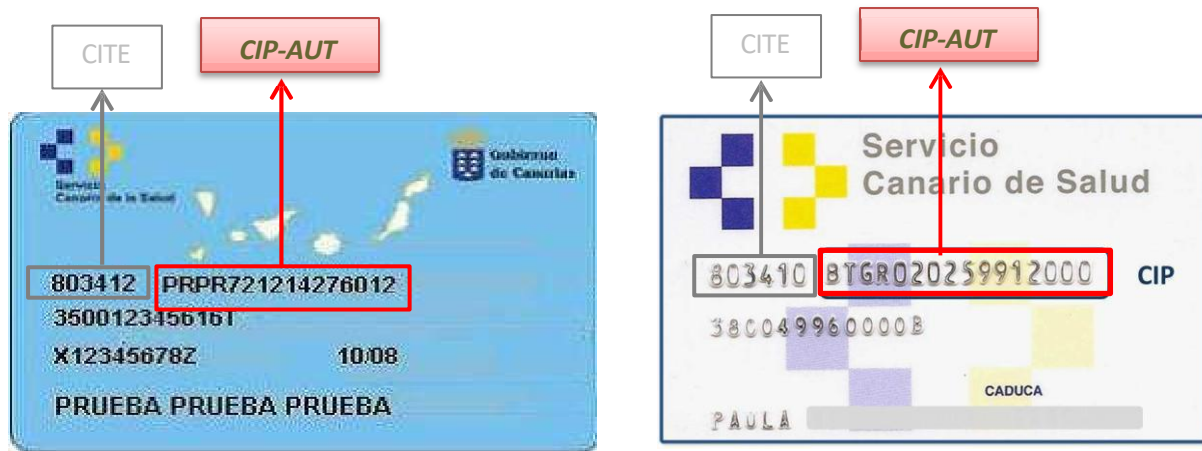 CITE
CIP-AUT
Servicio
Canario de la Salud
Gobierno
de Canarias
803412 PRPR721214276012
3500123456161
X12345678Z 10/08
PRUEBA PRUEBA PRUEBA
CITE
CIP-AUT
Servicio
Canario de Salud
803410 BTGR020259912000 CIP
38C049960000B
CADUCA
PAULA